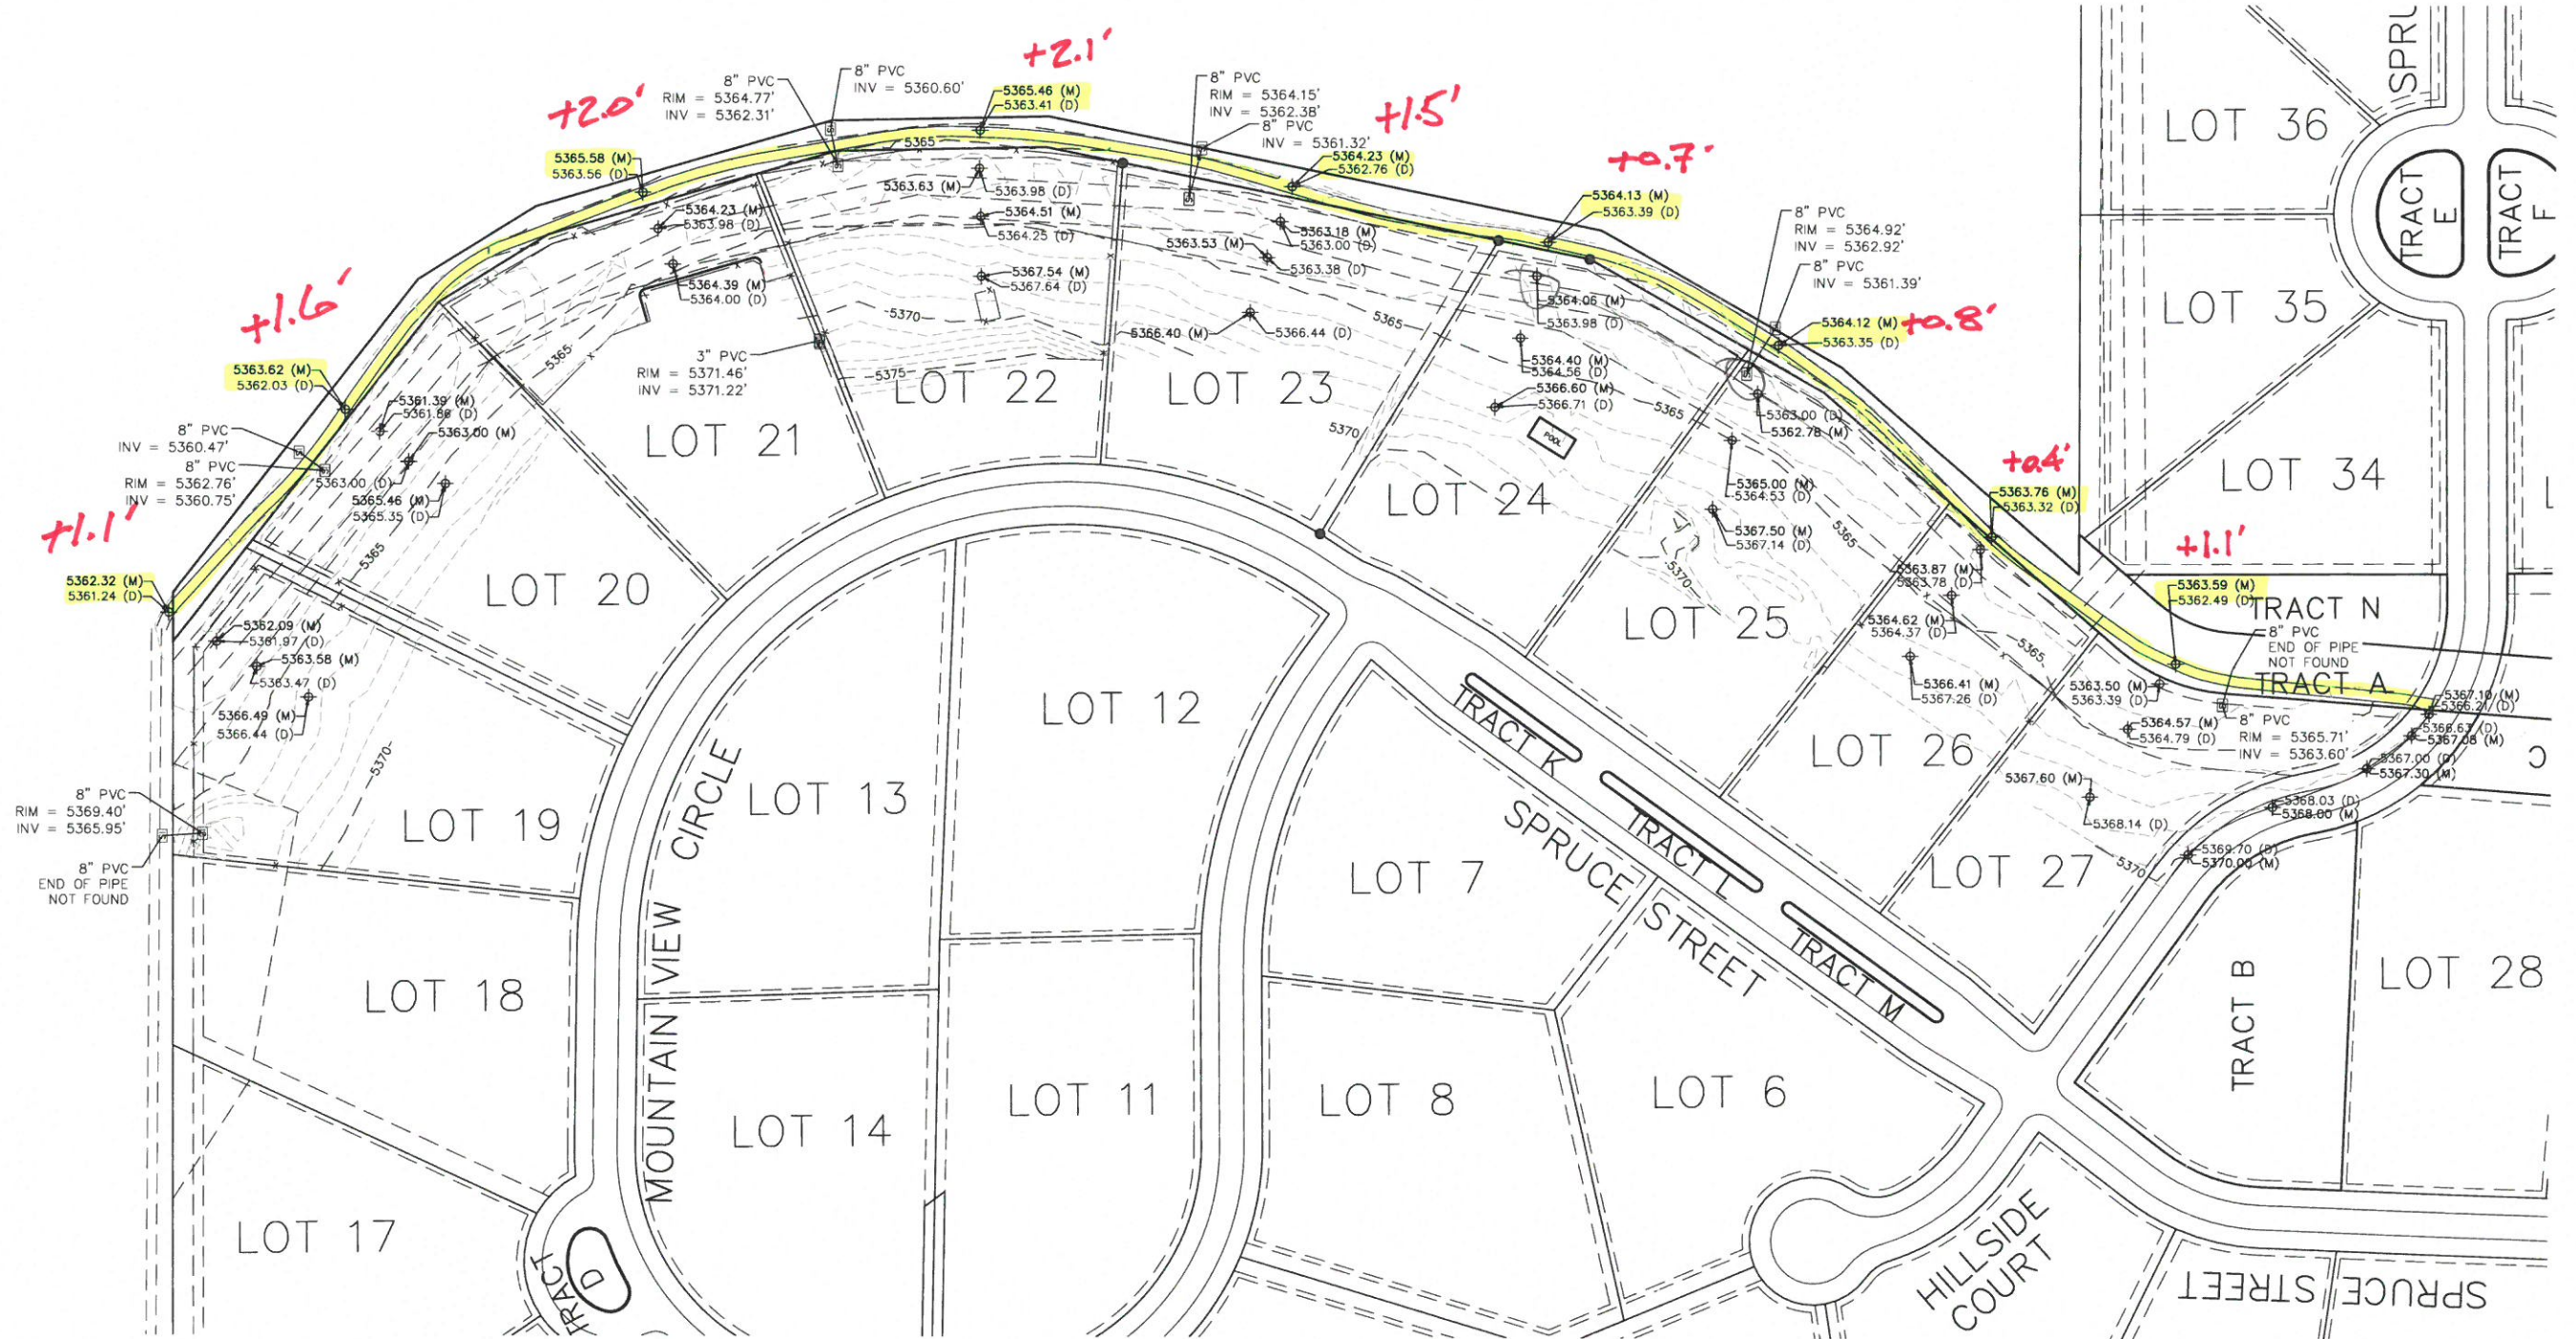 +2.1'
+2.0'
8" PVC
RIM = 5364.77'
INV = 5362.31'
8" PVC
INV = 5360.60'
5365.46 (M)
5363.41 (D)
8" PVC
RIM = 5364.15'
INV = 5362.38'
8" PVC
INV = 5361.32'
+1.5'
5364.23 (M)
5362.76 (D)
+0.7'
5364.13 (M)
5363.39 (D)
5365.58 (M)
5363.56 (D)
5365
5363.63 (M)
5363.98 (D)
5364.23 (M)
5363.98 (D)
5364.51 (M)
5364.25 (D)
5363.18 (M)
5363.00 (D)
5363.53 (M)
5363.38 (D)
5364.39 (M)
5364.00 (D)
5367.54 (M)
5367.64 (D)
5364.06 (M)
5363.98 (D)
8" PVC
RIM = 5364.92'
INV = 5362.92'
8" PVC
INV = 5361.39'
+1.6'
5370
5366.40 (M)
5366.44 (D)
5365
5364.12 (M)
5363.35 (D)
+0.8'
3" PVC
RIM = 5371.46'
INV = 5371.22'
5365
5375
5364.40 (M)
5364.56 (D)
5366.60 (M)
5366.71 (D)
5365
5363.00 (D)
5362.78 (M)
5363.62 (M)
5362.03 (D)
5361.39 (M)
5361.86 (D)
5363.00 (M)
5363.00 (D)
5365.46 (M)
5365.35 (D)
8" PVC
INV = 5360.47'
8" PVC
RIM = 5362.76'
INV = 5360.75'
+1.1'
5362.32 (M)
5361.24 (D)
5365
LOT 21
LOT 22
LOT 23
5370
POOL
LOT 24
5365.00 (M)
5364.53 (D)
5367.50 (M)
5367.14 (D)
5365
5370
+0.4'
5363.76 (M)
5363.32 (D)
5363.87 (M)
5363.78 (D)
5364.62 (M)
5364.37 (D)
5365
5366.41 (M)
5367.26 (D)
+1.1'
5363.59 (M)
5362.49 (D)
TRACT N
8" PVC
END OF PIPE
NOT FOUND
TRACT A
5363.50 (M)
5363.39 (D)
5364.57 (M)
5364.79 (D)
8" PVC
RIM = 5365.71'
INV = 5363.60'
5367.10 (M)
5366.21 (D)
5366.63 (D)
5367.08 (M)
5367.00 (D)
5367.30 (M)
5367.60 (M)
5368.14 (D)
5368.03 (D)
5368.00 (M)
5369.70 (D)
5370.00 (M)
5370
SPRU
LOT 36
TRACT
E
TRACT
F
LOT 35
LOT 34
L
C
5362.09 (M)
5361.97 (D)
5363.58 (M)
5363.47 (D)
5366.49 (M)
5366.44 (D)
5370
8" PVC
RIM = 5369.40'
INV = 5365.95'
8" PVC
END OF PIPE
NOT FOUND
LOT 20
LOT 19
LOT 18
LOT 17
MOUNTAIN VIEW CIRCLE
LOT 13
LOT 12
LOT 14
LOT 11
TRACT
D
LOT 7
LOT 8
LOT 6
TRACT K
TRACT L
TRACT M
SPRUCE STREET
LOT 25
LOT 26
LOT 27
TRACT B
LOT 28
HILLSIDE
COURT
SPRUCE STREET